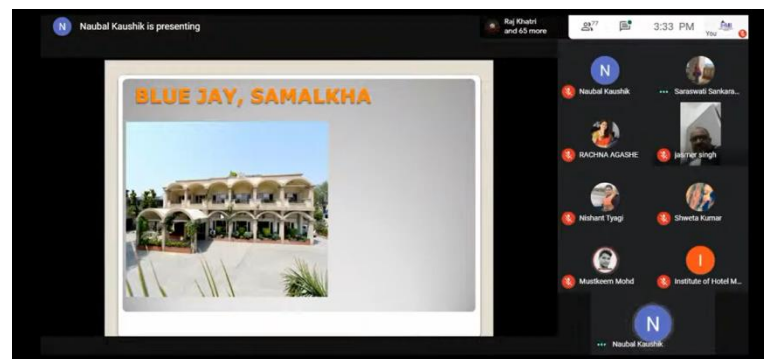 N Naubal Kaushik is presenting
Raj Khatri
and 65 more
77
3:33 PM
You
BLUE JAY, SAMALKHA
N
Naubal Kaushik
Saraswati Sankara...
RACHNA AGASHE
jasmer singh
Nishant Tyagi
Shweta Kumar
Mustkeem Mohd
I
Institute of Hotel M...
N
Naubal Kaushik